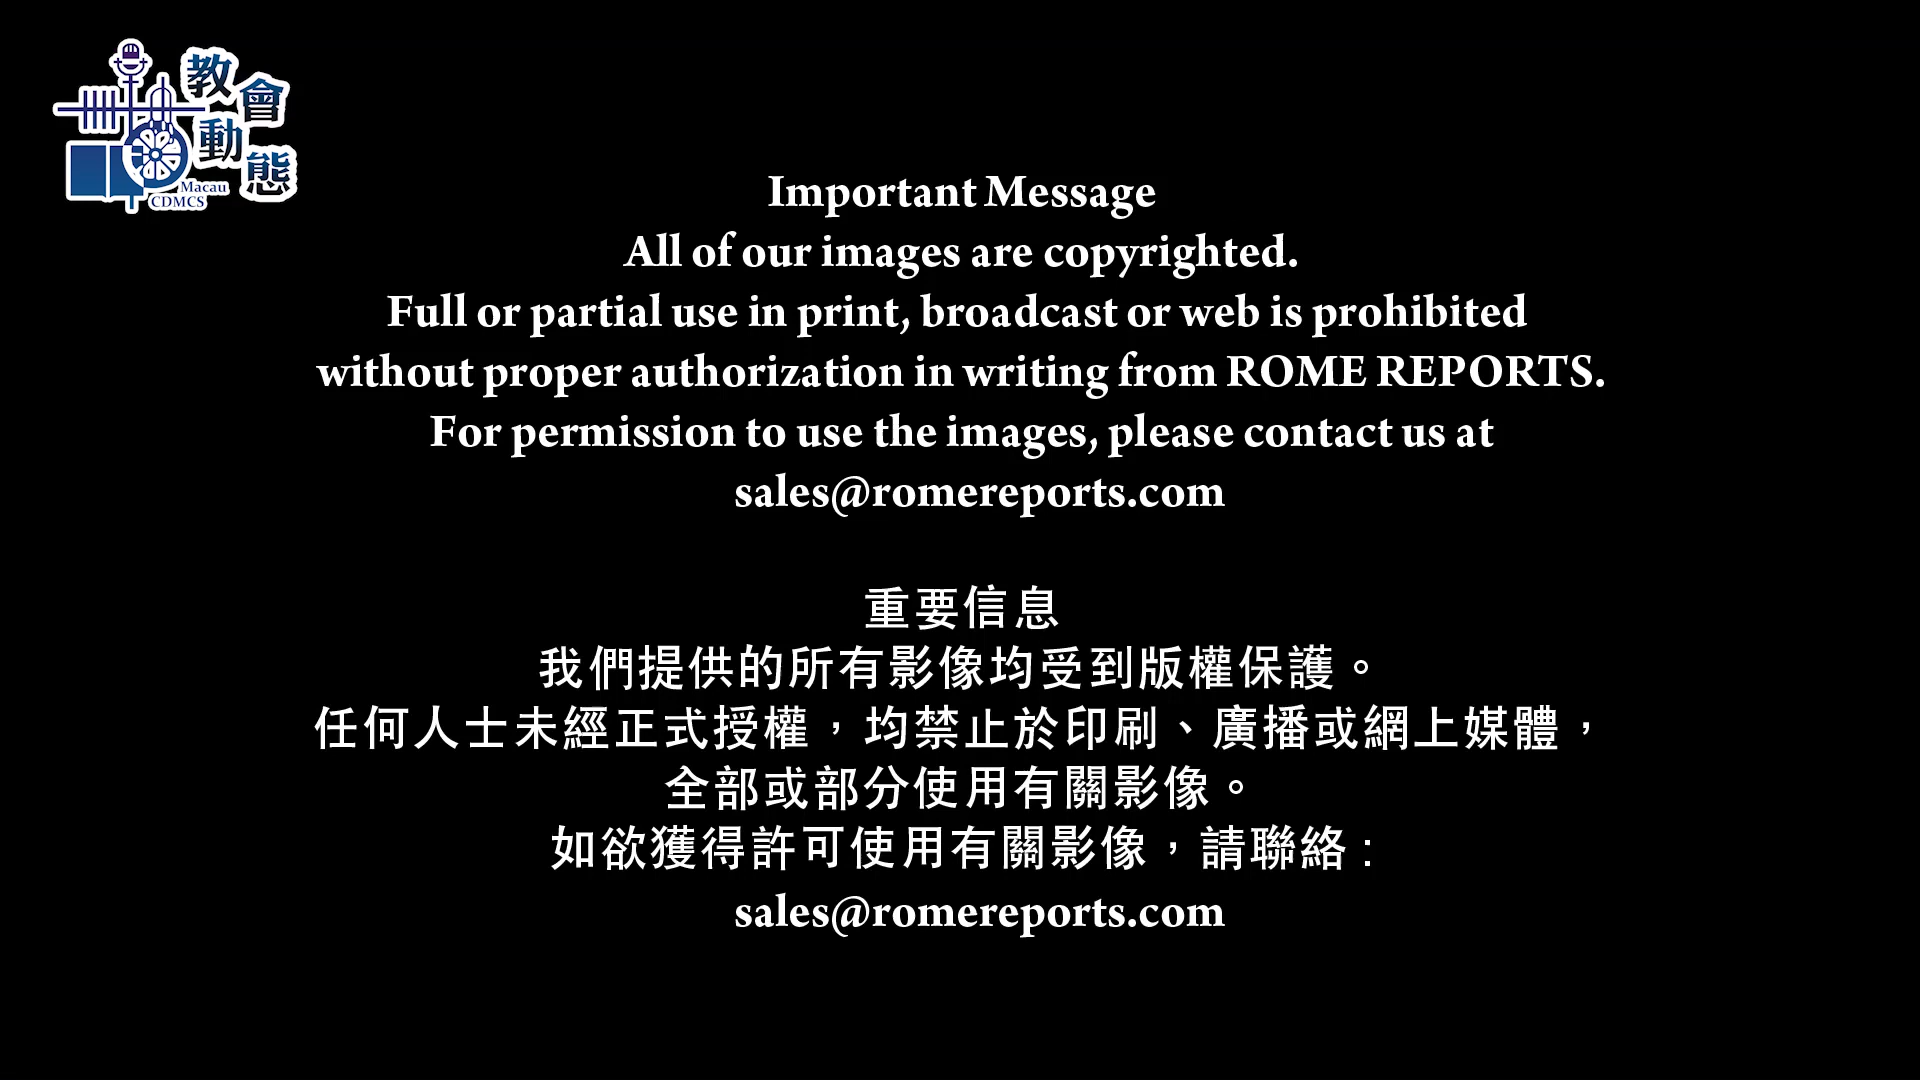 教會動態
Macau
CDMCS
Important Message
All of our images are copyrighted.
Full or partial use in print, broadcast or web is prohibited
without proper authorization in writing from ROME REPORTS.
For permission to use the images, please contact us at
sales@romereports.com
重要信息
我們提供的所有影像均受到版權保護。
任何人士未經正式授權，均禁止於印刷、廣播或網上媒體，
全部或部分使用有關影像。
如欲獲得許可使用有關影像，請聯絡：
sales@romereports.com